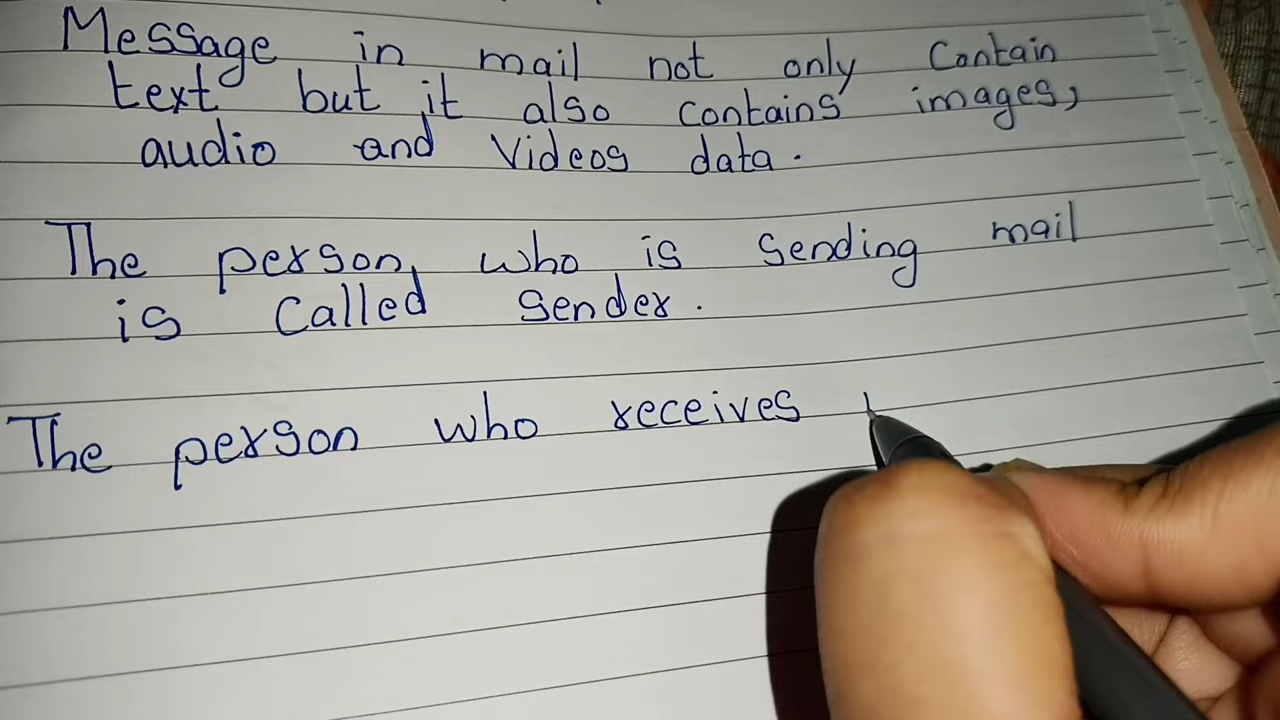 Message in mail not only Contain
text but it also contains images,
audio and Videos data.
The person, who is Sending mail
is Called Sender.
The person who receives